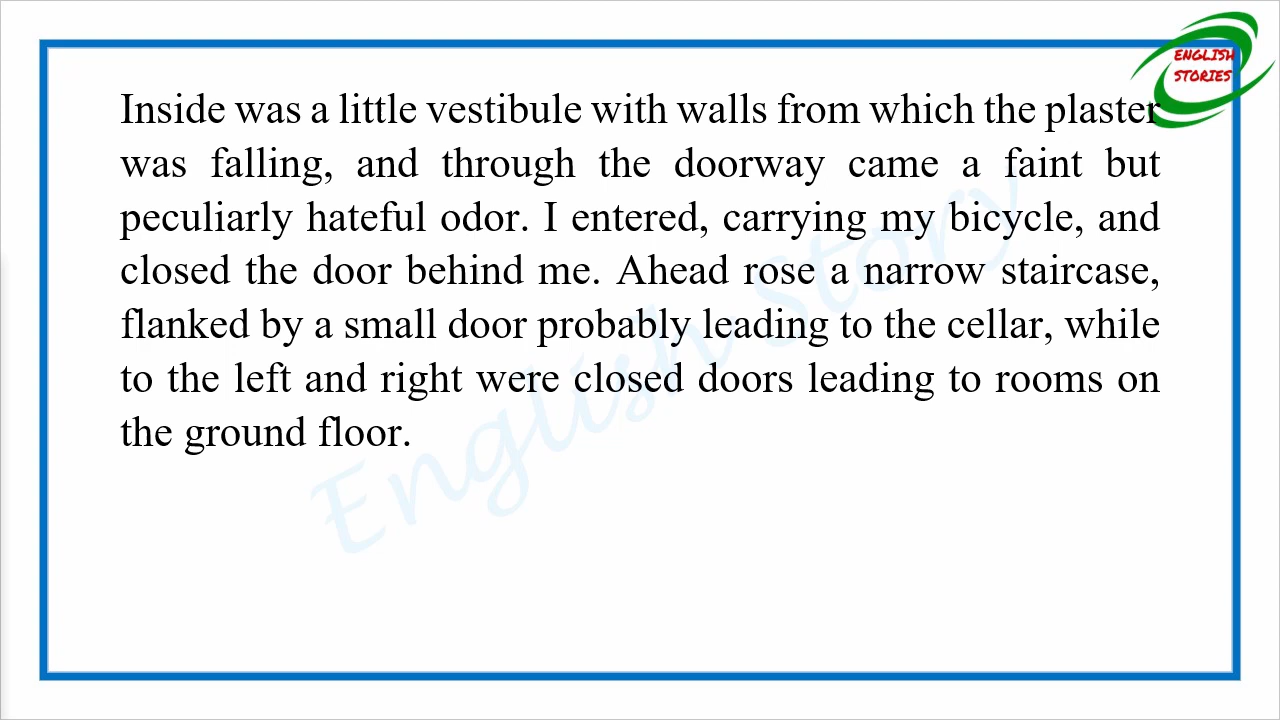 ENGLISH
STORIES
Inside was a little vestibule with walls from which the plaster
was falling, and through the doorway came a faint but
peculiarly hateful odor. I entered, carrying my bicycle, and
closed the door behind me. Ahead rose a narrow staircase,
flanked by a small door probably leading to the cellar, while
to the left and right were closed doors leading to rooms on
the ground floor.
English Story